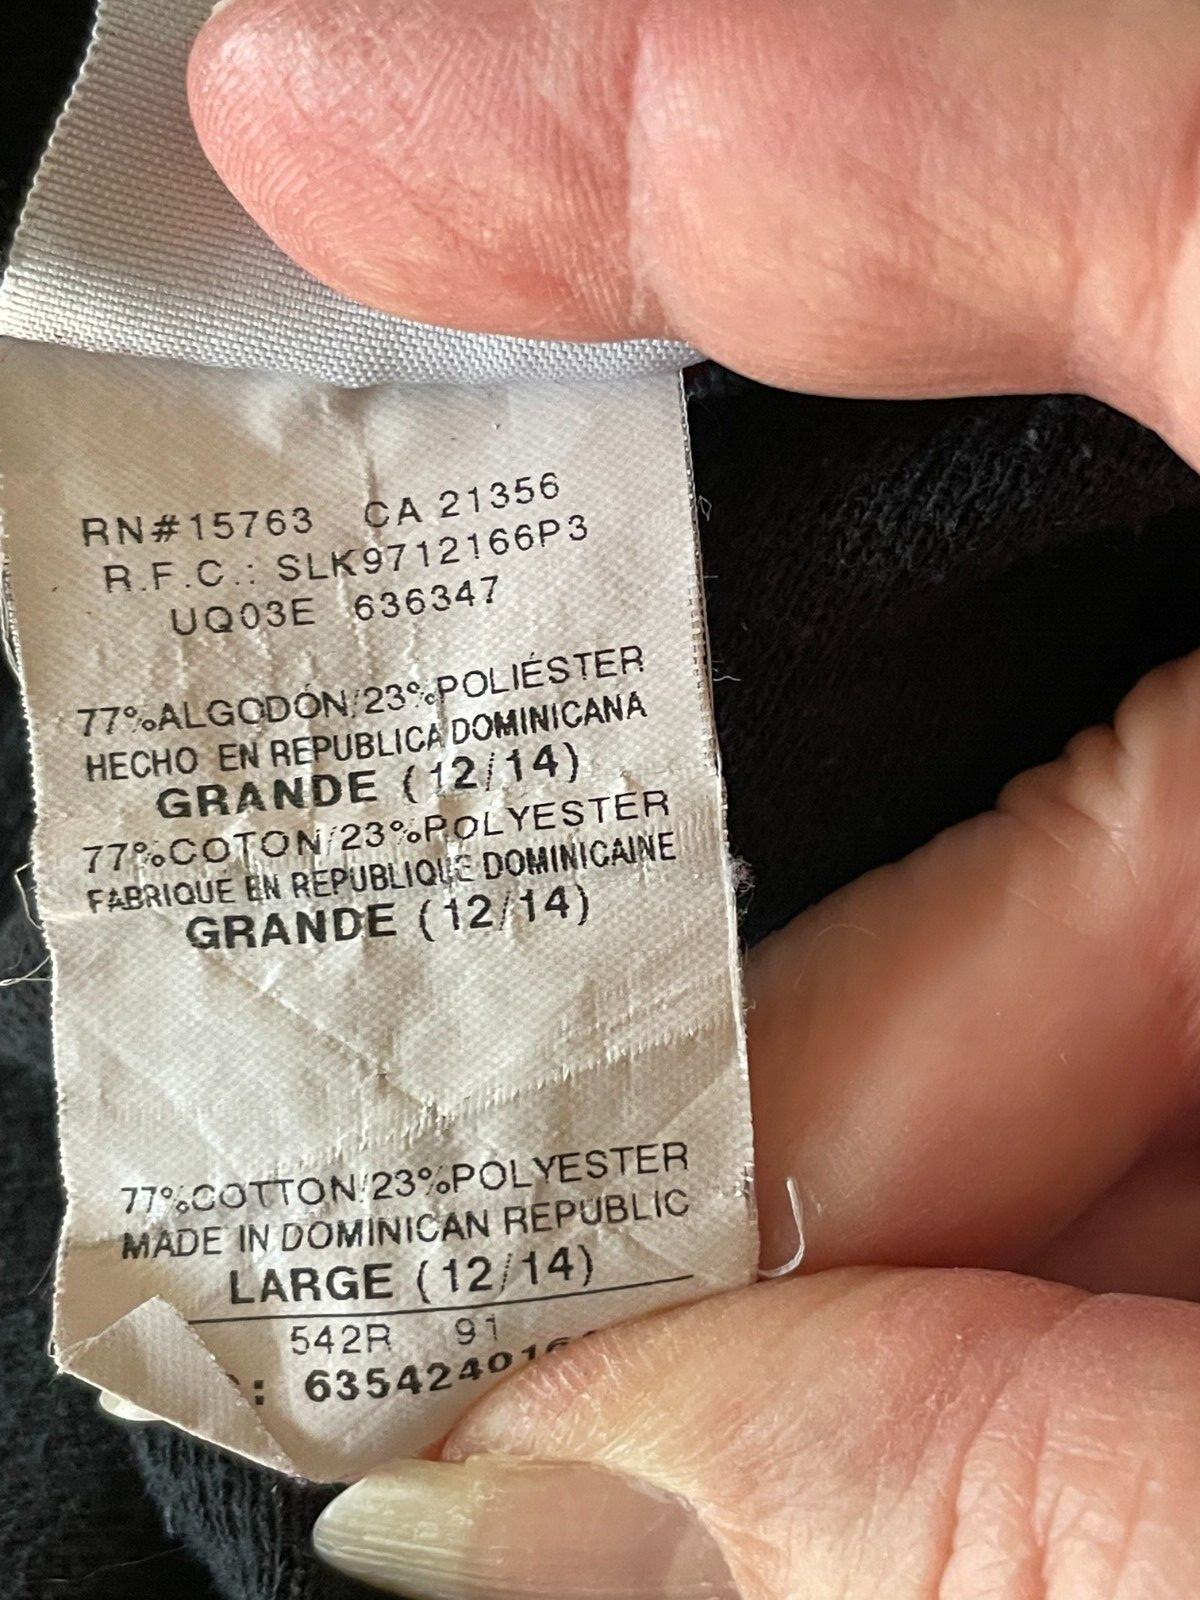 RN#15763 CA 21356
R.F.C.: SLK9712166P3
UQ03E 636347
77%ALGODÓN/23%POLIÉSTER
HECHO EN REPUBLICA DOMINICANA
GRANDE (12/14)
77%COTON/23%POLYESTER
FABRIQUE EN REPUBLIQUE DOMINICAINE
GRANDE (12/14)
77%COTTON/23%POLYESTER
MADE IN DOMINICAN REPUBLIC
LARGE (12/14)
542R 91